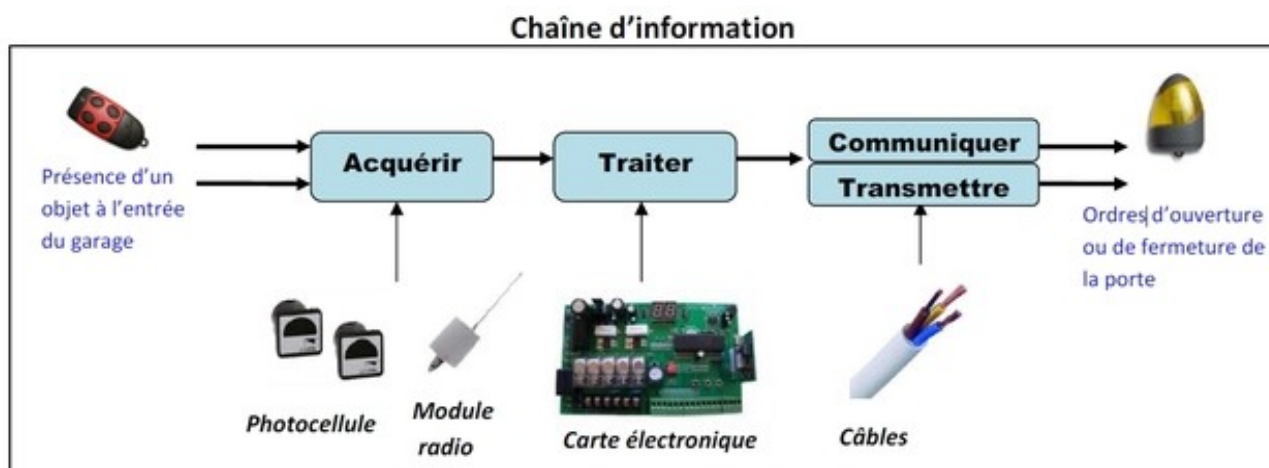 Chaîne d’information
Présence d’un
objet à l’entrée
du garage
Acquérir
Traiter
Communiquer
Transmettre
Ordres d’ouverture
ou de fermeture de
la porte
Photocellule
Module
radio
Carte électronique
Câbles